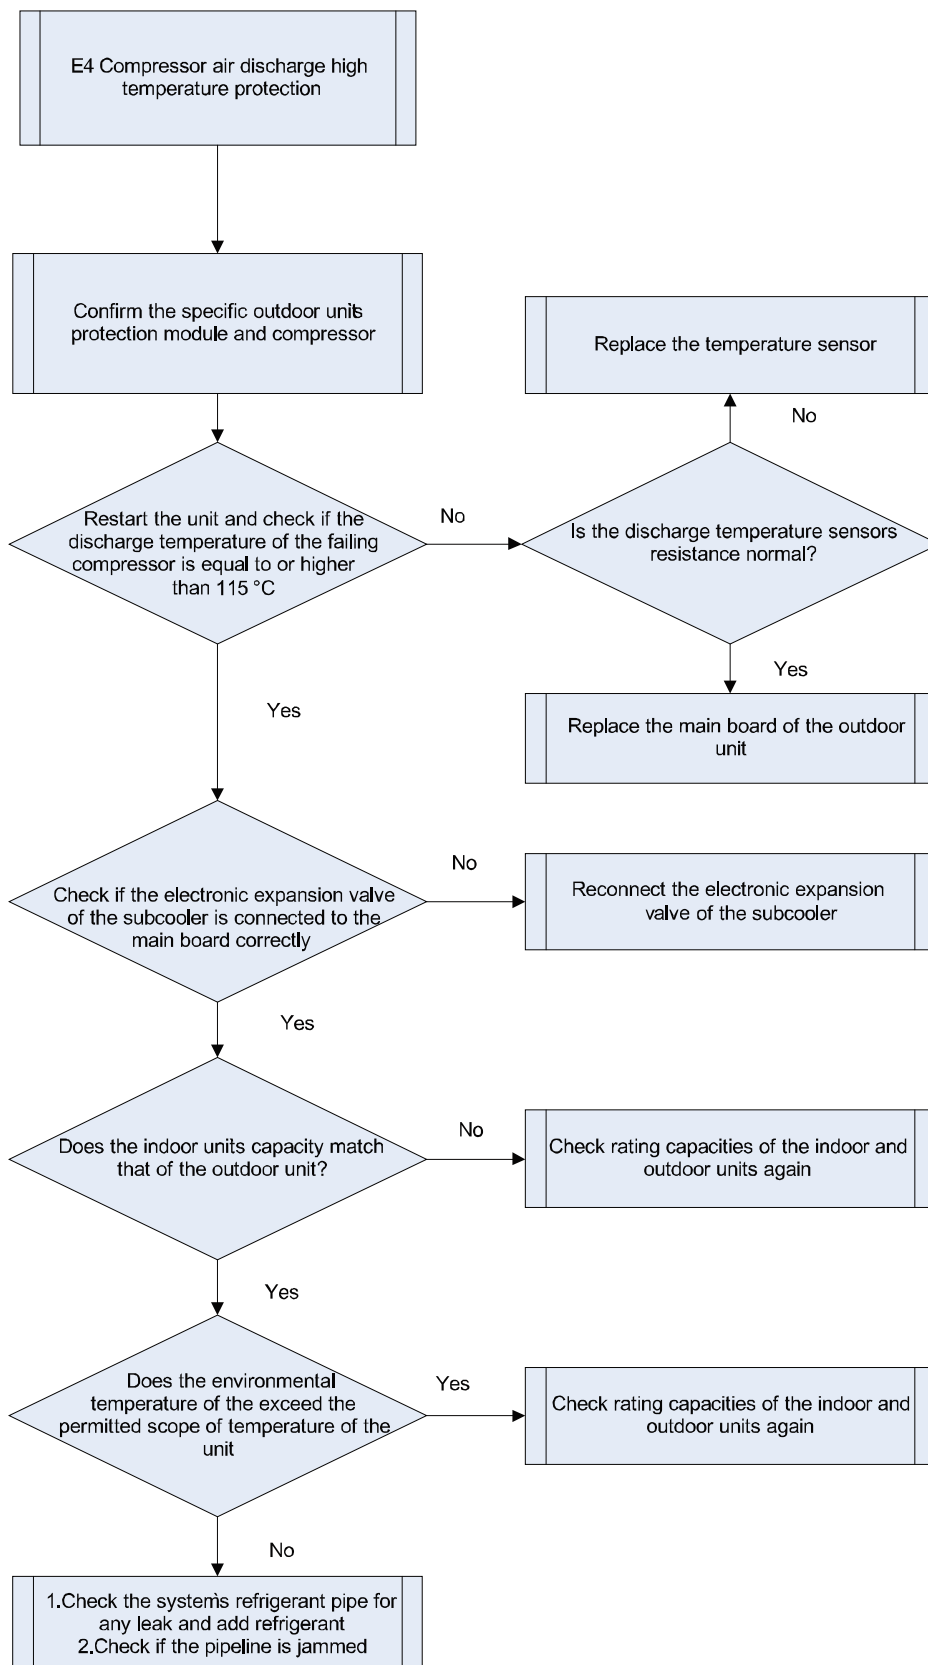 E4 Compressor air discharge high
temperature protection
Confirm the specific outdoor unit's
protection module and compressor
Replace the temperature sensor
No
Restart the unit and check if the
discharge temperature of the failing
compressor is equal to or higher
than 115 °C
No
Is the discharge temperature sensors
resistance normal?
Yes
Yes
Replace the main board of the outdoor
unit
Check if the electronic expansion valve
of the subcooler is connected to the
main board correctly
No
Reconnect the electronic expansion
valve of the subcooler
Yes
Does the indoor units capacity match
that of the outdoor unit?
No
Check rating capacities of the indoor and
outdoor units again
Yes
Does the environmental
temperature of the exceed the
permitted scope of temperature of the
unit
Yes
Check rating capacities of the indoor and
outdoor units again
No
1.Check the system's refrigerant pipe for
any leak and add refrigerant
2.Check if the pipeline is jammed